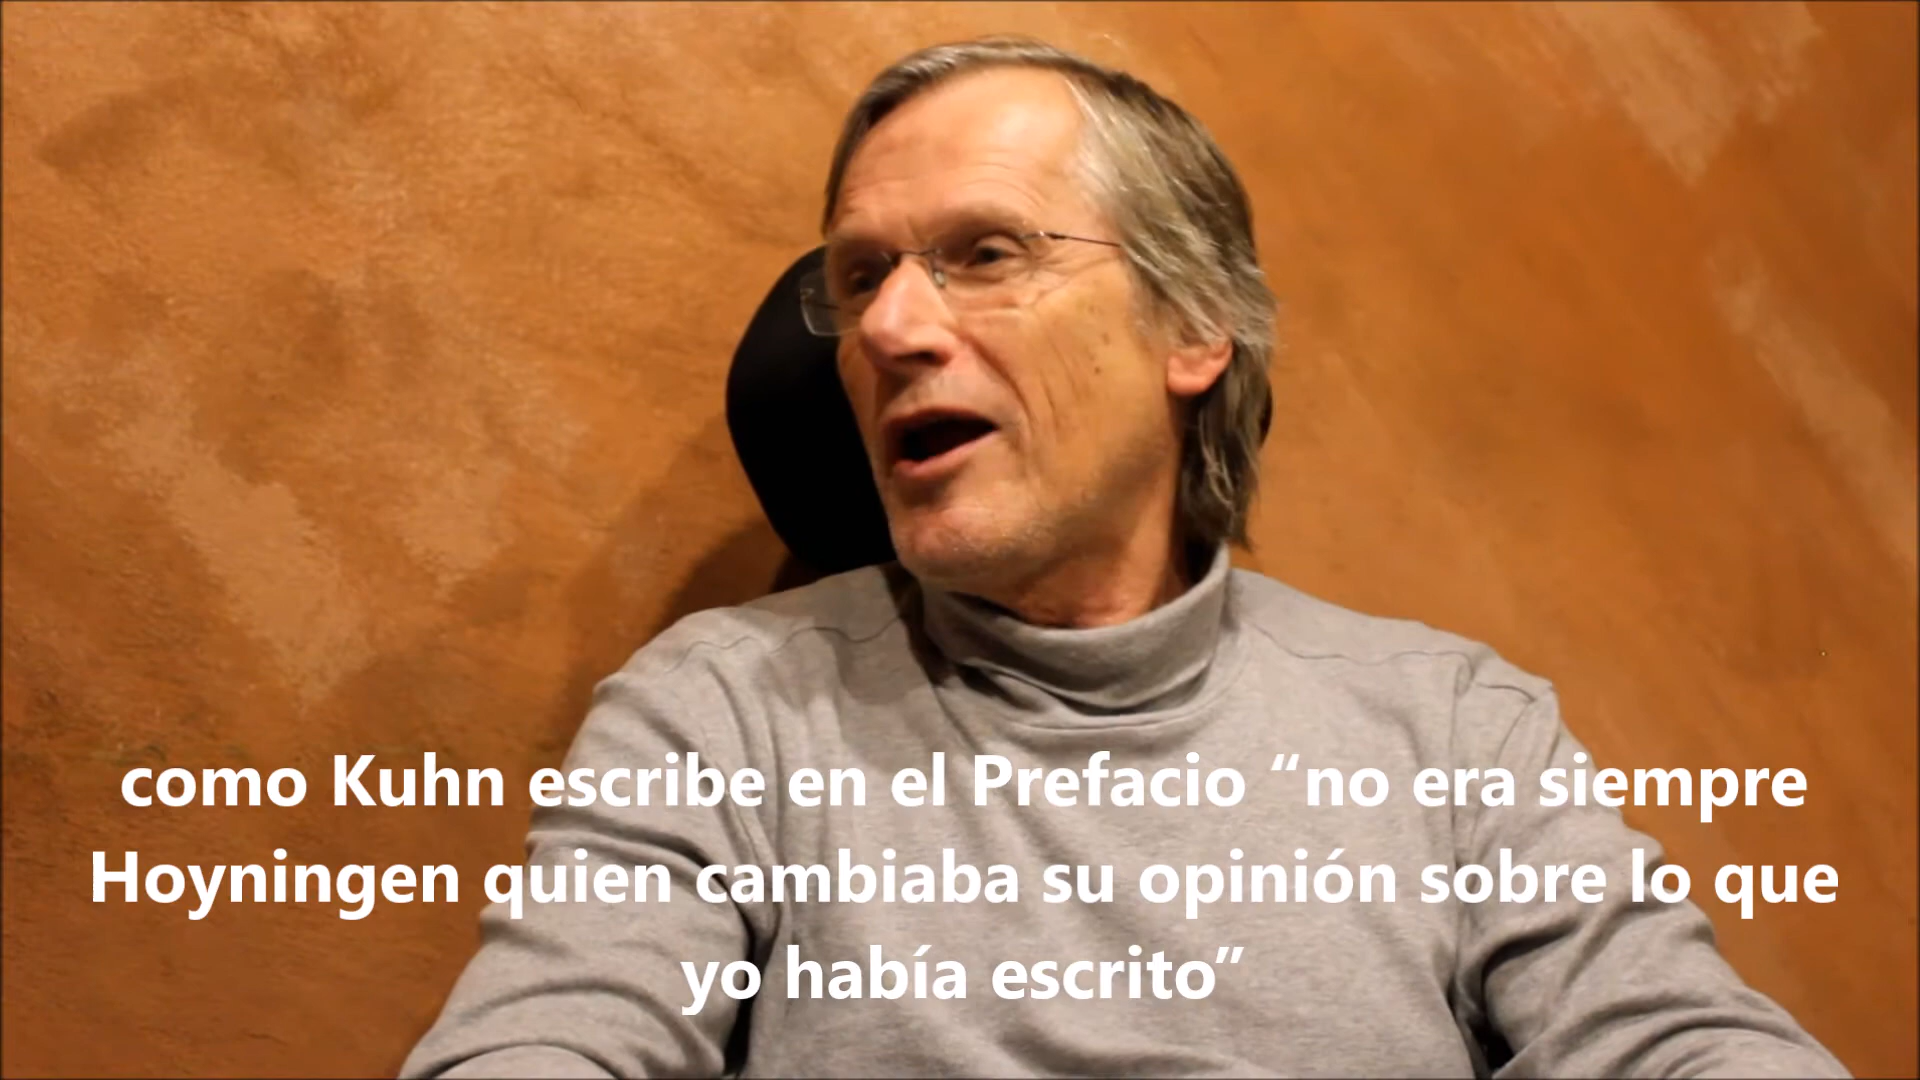 como Kuhn escribe en el Prefacio “no era siempre
Hoyningen quien cambiaba su opinión sobre lo que
yo había escrito”